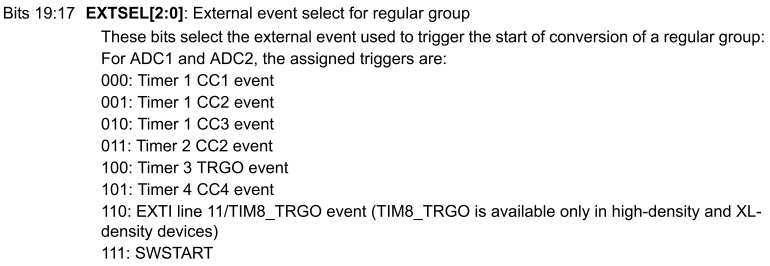 Bits 19:17 EXTSEL[2:0]: External event select for regular group
These bits select the external event used to trigger the start of conversion of a regular group:
For ADC1 and ADC2, the assigned triggers are:
000: Timer 1 CC1 event
001: Timer 1 CC2 event
010: Timer 1 CC3 event
011: Timer 2 CC2 event
100: Timer 3 TRGO event
101: Timer 4 CC4 event
110: EXTI line 11/TIM8_TRGO event (TIM8_TRGO is available only in high-density and XL-
density devices)
111: SWSTART